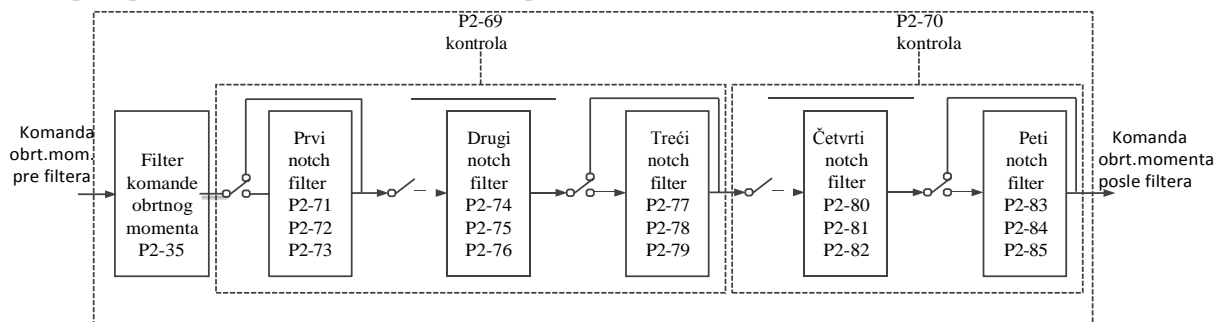 P2-69
kontrola
P2-70
kontrola
Komanda
obrt.mom.
pre filtera
Filter
komande
obrtnog
momenta
P2-35
Prvi
notch
filter
P2-71
P2-72
P2-73
Drugi
notch
filter
P2-74
P2-75
P2-76
Treći
notch
filter
P2-77
P2-78
P2-79
Četvrti
notch
filter
P2-80
P2-81
P2-82
Peti
notch
filter
P2-83
P2-84
P2-85
Komanda
obrt.momenta
posle filtera